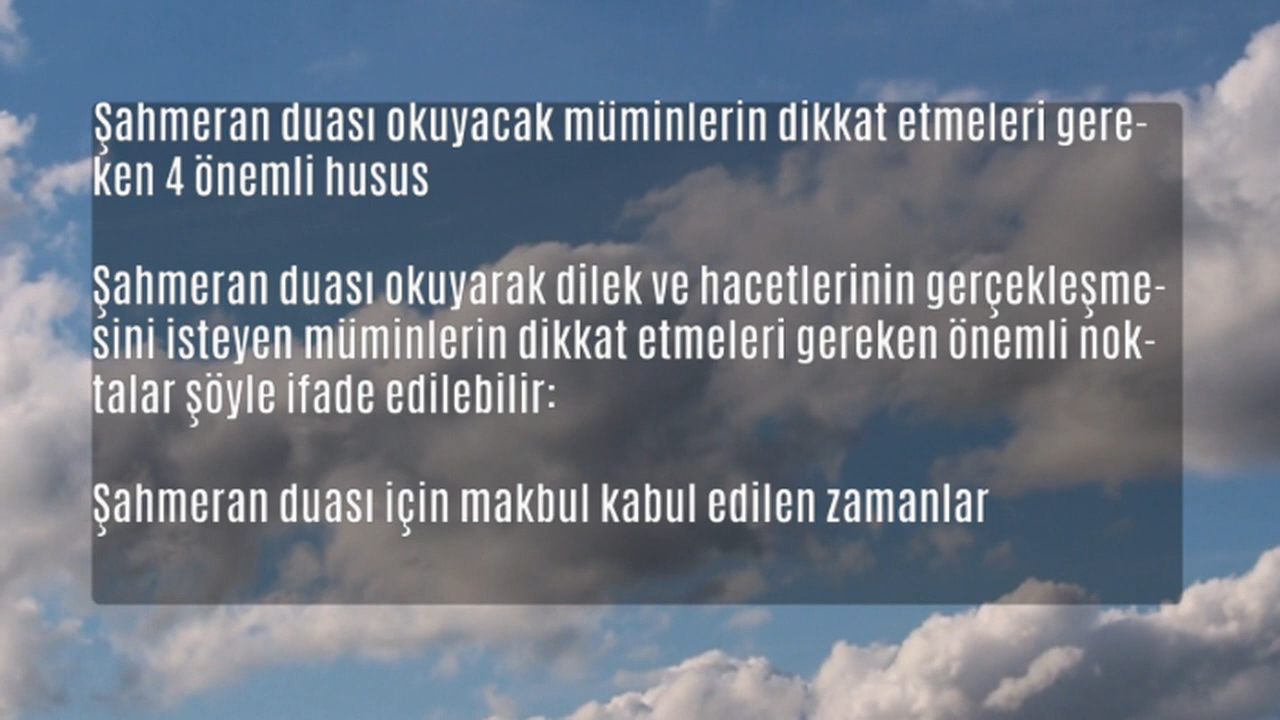 Şahmeran duası okuyacak müminlerin dikkat etmeleri gere-
ken 4 önemli husus
Şahmeran duası okuyarak dilek ve hacetlerinin gerçekleşme-
sini isteyen müminlerin dikkat etmeleri gereken önemli nok-
talar şöyle ifade edilebilir:
Şahmeran duası için makbul kabul edilen zamanlar